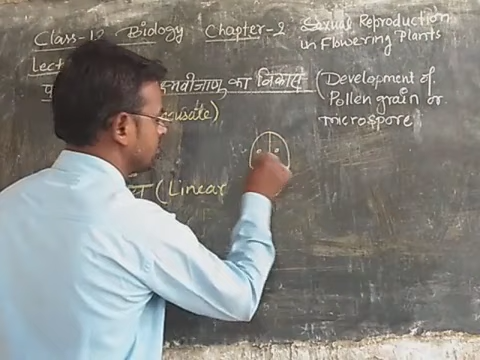 Class-12 Biology Chapter-2 Sexual Reproduction
in Flowering Plants
Lect
का विकास (Development of
Pollen grain or
microspore
(Linear